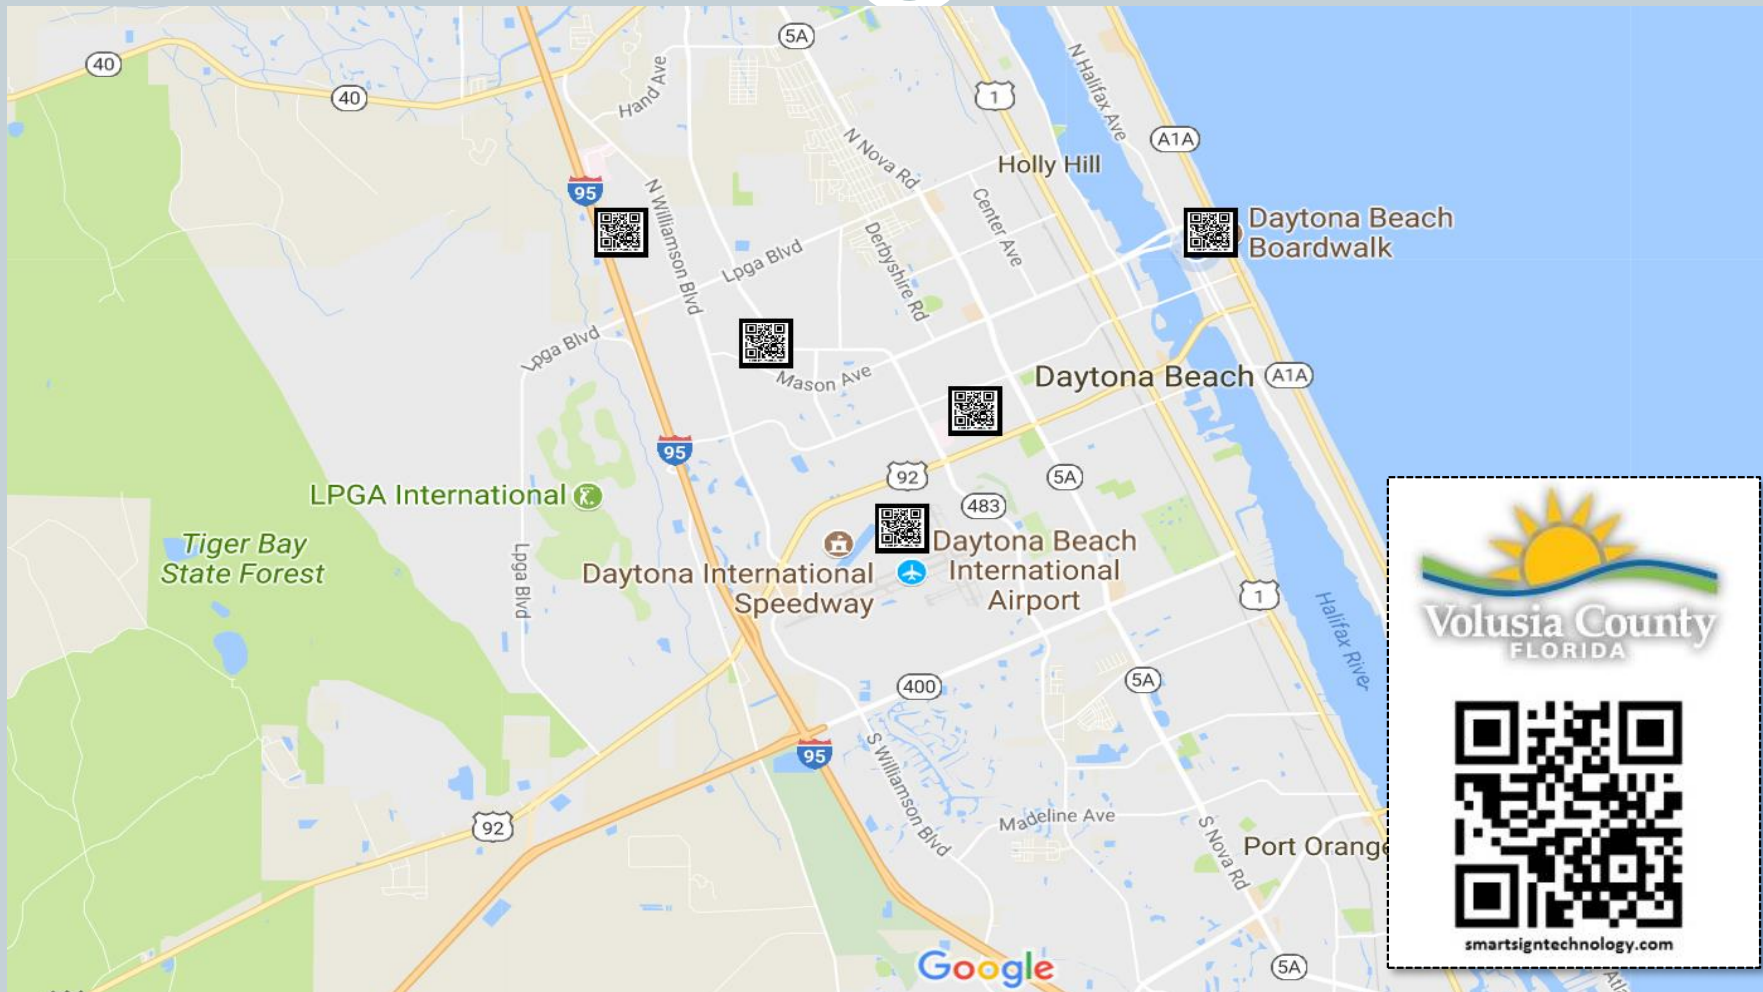 5A
40
40
Hand Ave
1
N Halifax Ave
A1A
N Nova Rd
Holly Hill
95
N Williamson Blvd
Center Ave
Daytona Beach
Boardwalk
Derbyshire Rd
Lpga Blvd
Lpga Blvd
Mason Ave
Daytona Beach
A1A
95
92
5A
LPGA International
483
Tiger Bay
State Forest
Daytona International
Speedway
Daytona Beach
International
Airport
Lpga Blvd
1
Halifax River
Volusia County
FLORIDA
400
5A
95
S Williamson Blvd
92
Madeline Ave
S Nova Rd
Port Orange
smartsigntechnology.com
Google
5A